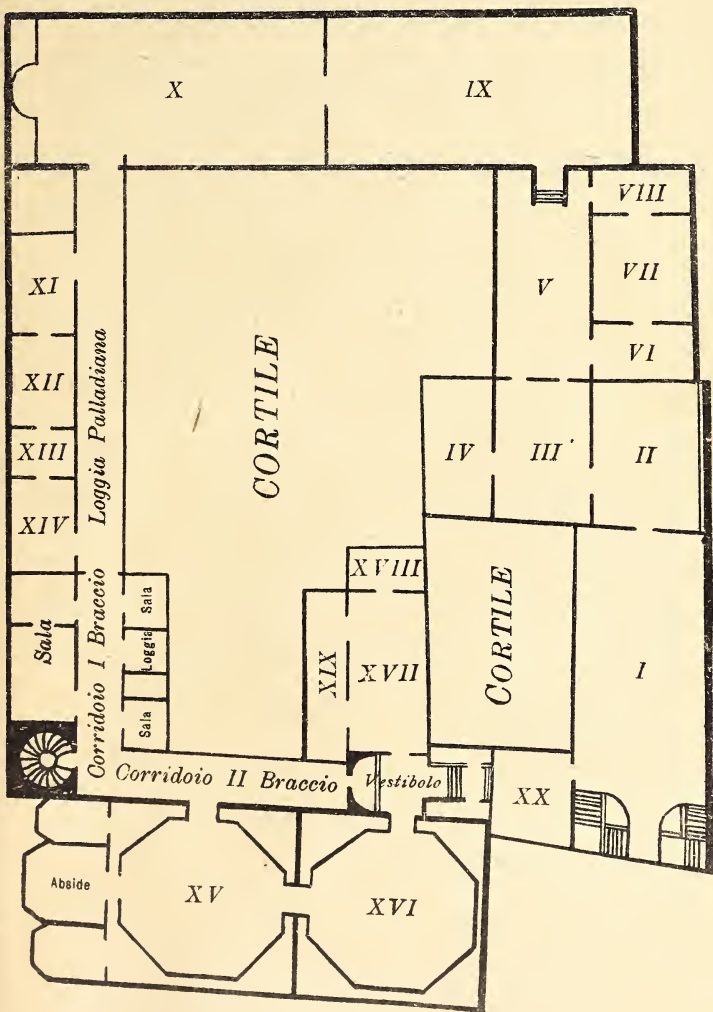 X
IX
VIII
VII
V
VI
XI
XII
XIII
XIV
Loggia Palladiana
CORTILE
IV
III
II
XVIII
XIX
XVII
CORTILE
I
Sala
Loggia
Sala
Sala
Corridoio I Braccio
Corridoio II Braccio
Vestibolo
XX
Abside
XV
XVI